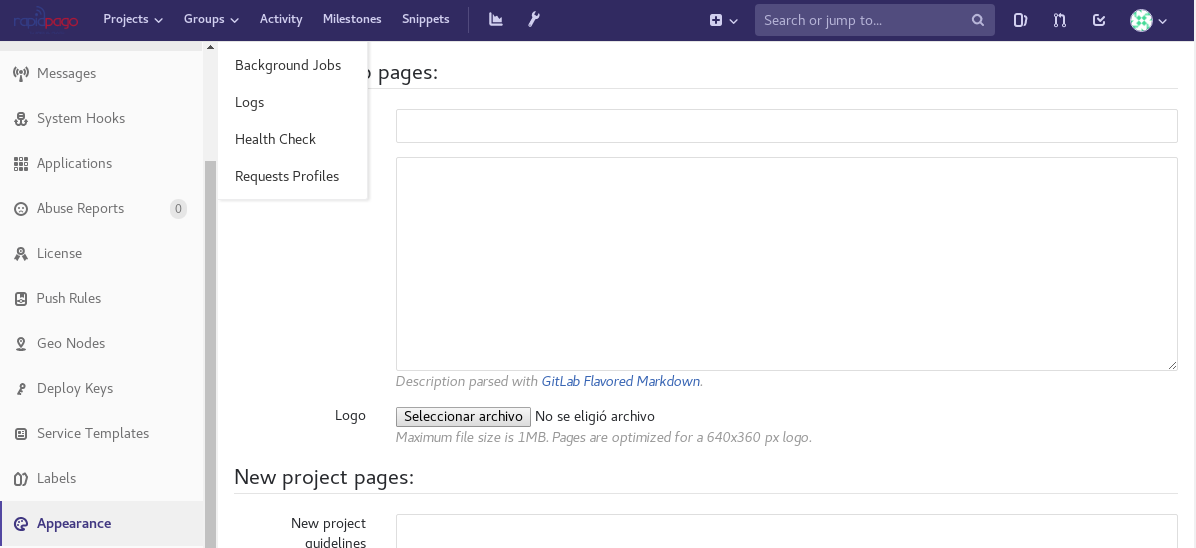 rapidpago Projects Groups Activity Milestones Snippets Search or jump to...
Messages
System Hooks
Applications
Abuse Reports 0
License
Push Rules
Geo Nodes
Deploy Keys
Service Templates
Labels
Appearance
Background Jobs
Logs
Health Check
Requests Profiles
pages:
Description parsed with GitLab Flavored Markdown.
Logo Seleccionar archivo No se eligió archivo
Maximum file size is 1MB. Pages are optimized for a 640x360 px logo.
New project pages:
New project
guidelines